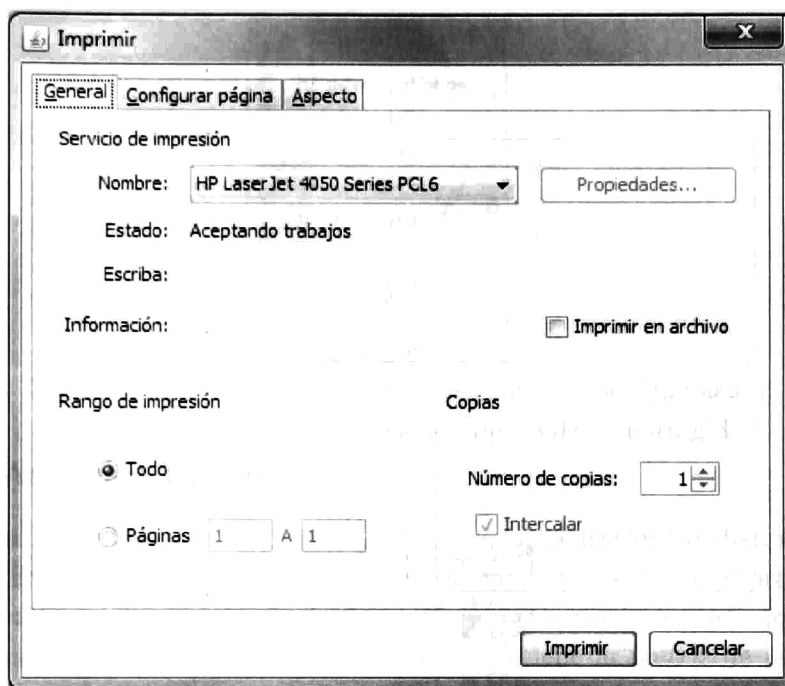 Imprimir
x
General Configurar página Aspecto
Servicio de impresión
Nombre: HP LaserJet 4050 Series PCL6 Propiedades...
Estado: Aceptando trabajos
Escriba:
Información: Imprimir en archivo
Rango de impresión Copias
Todo Número de copias: 1
Páginas 1 A 1 Intercalar
Imprimir Cancelar